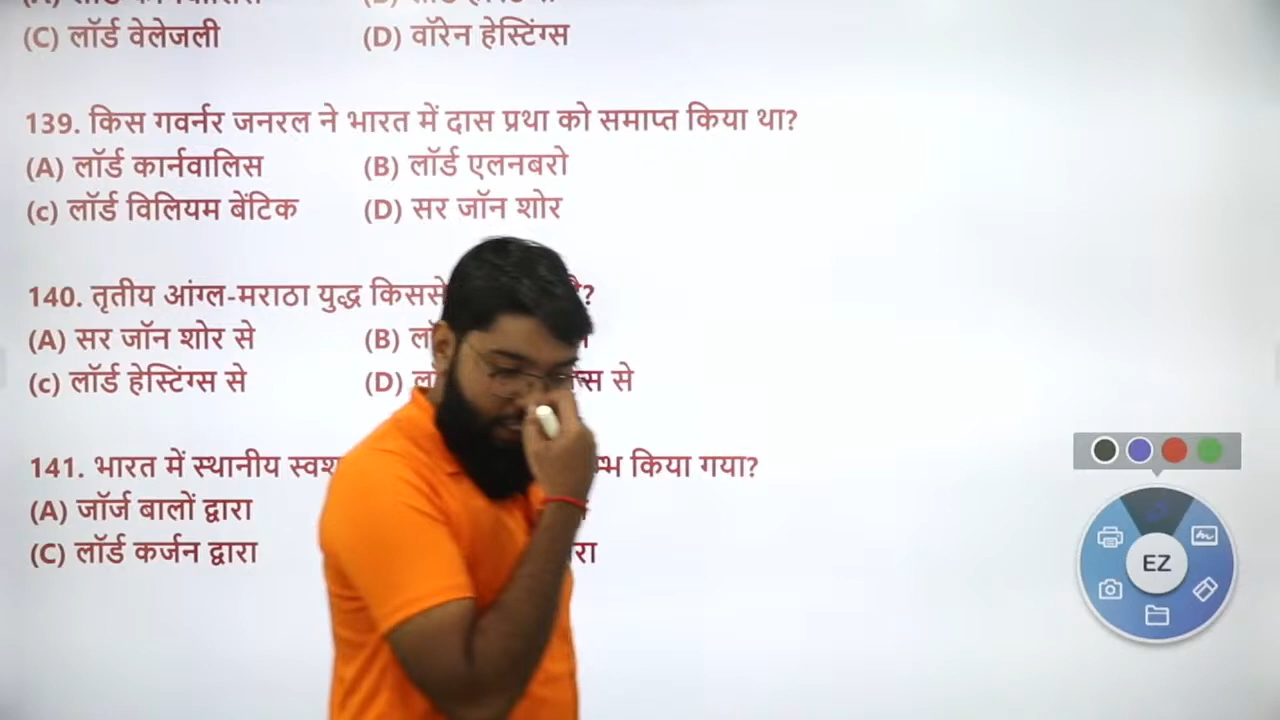 (C) लॉर्ड वेलेजली (D) वॉरेन हेस्टिंग्स
139. किस गवर्नर जनरल ने भारत में दास प्रथा को समाप्त किया था?
(A) लॉर्ड कार्नवालिस (B) लॉर्ड एलनबरो
(c) लॉर्ड विलियम बेंटिक (D) सर जॉन शोर
140. तृतीय आंग्ल-मराठा युद्ध किससे
(A) सर जॉन शोर से (B)
(c) लॉर्ड हेस्टिंग्स से (D) से
141. भारत में स्थानीय किया गया?
(A) जॉर्ज बालों द्वारा
(C) लॉर्ड कर्जन द्वारा
EZ